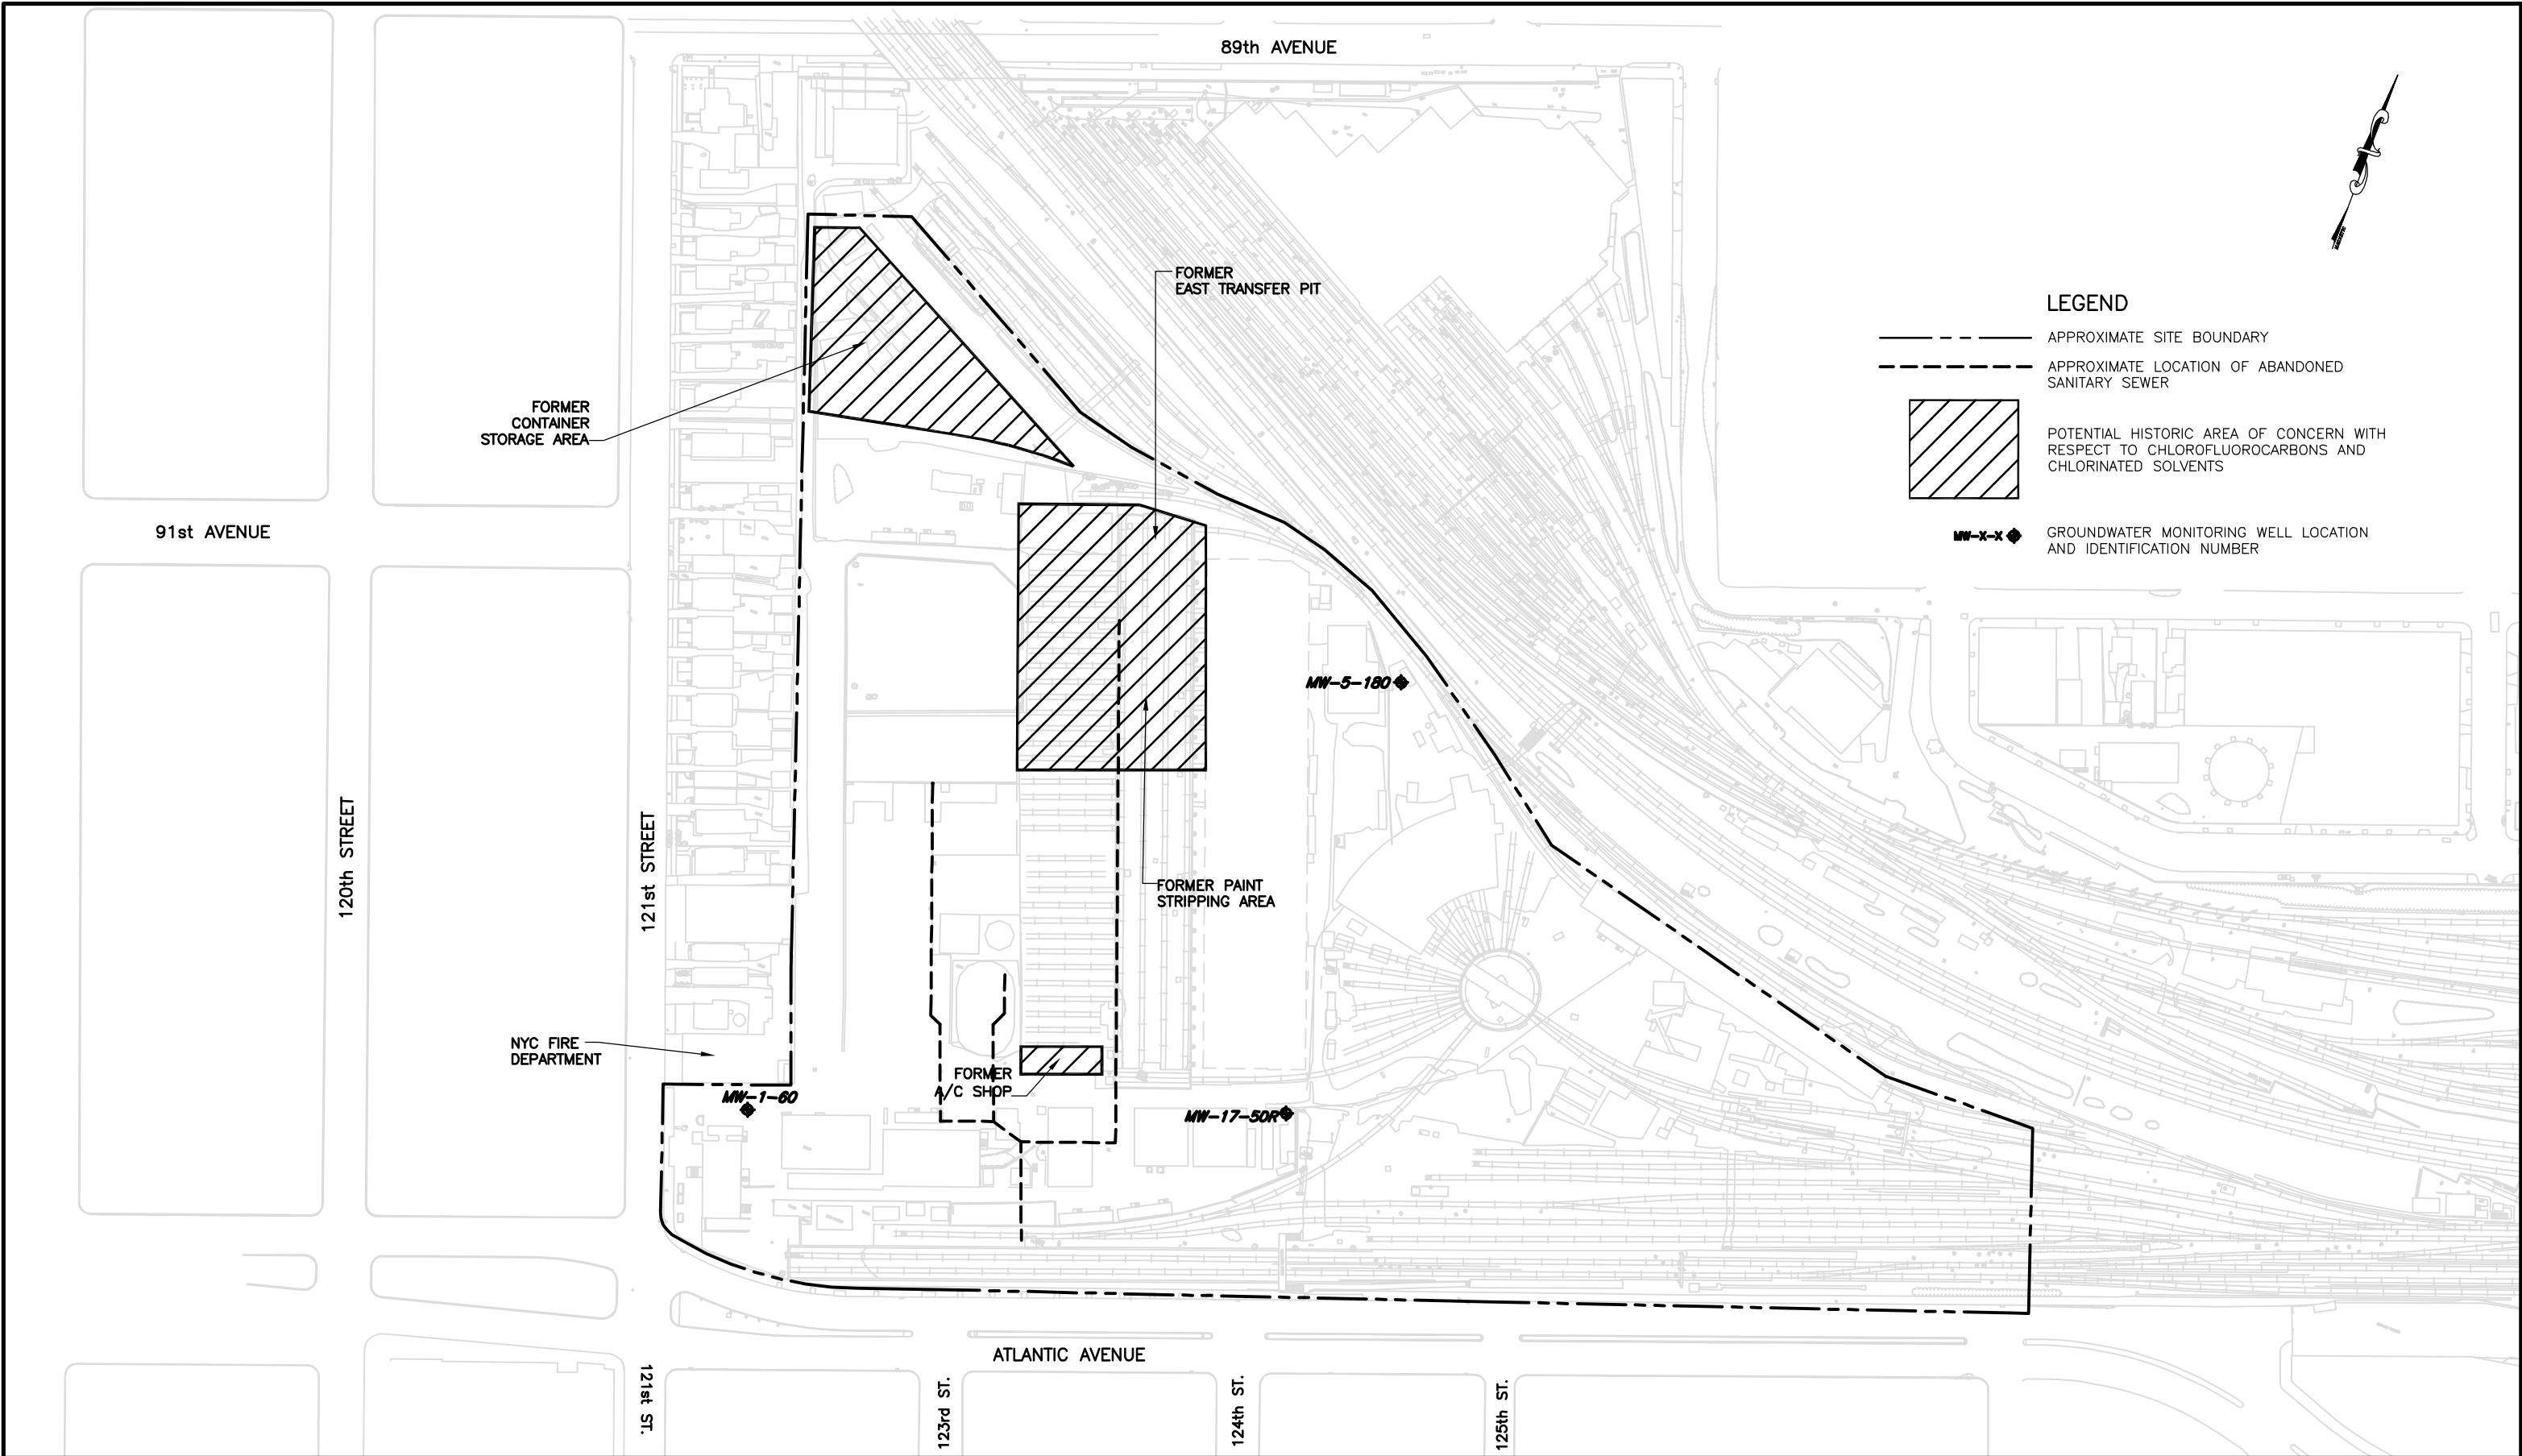 89th AVENUE
FORMER
EAST TRANSFER PIT
LEGEND
APPROXIMATE SITE BOUNDARY
APPROXIMATE LOCATION OF ABANDONED
SANITARY SEWER
POTENTIAL HISTORIC AREA OF CONCERN WITH
RESPECT TO CHLOROFLUOROCARBONS AND
CHLORINATED SOLVENTS
MW-X-X
GROUNDWATER MONITORING WELL LOCATION
AND IDENTIFICATION NUMBER
FORMER
CONTAINER
STORAGE AREA
91st AVENUE
MW-5-180
120th STREET
121st STREET
FORMER PAINT
STRIPPING AREA
NYC FIRE
DEPARTMENT
FORMER
A/C SHOP
MW-1-60
MW-17-50R
ATLANTIC AVENUE
121st ST.
123rd ST.
124th ST.
125th ST.